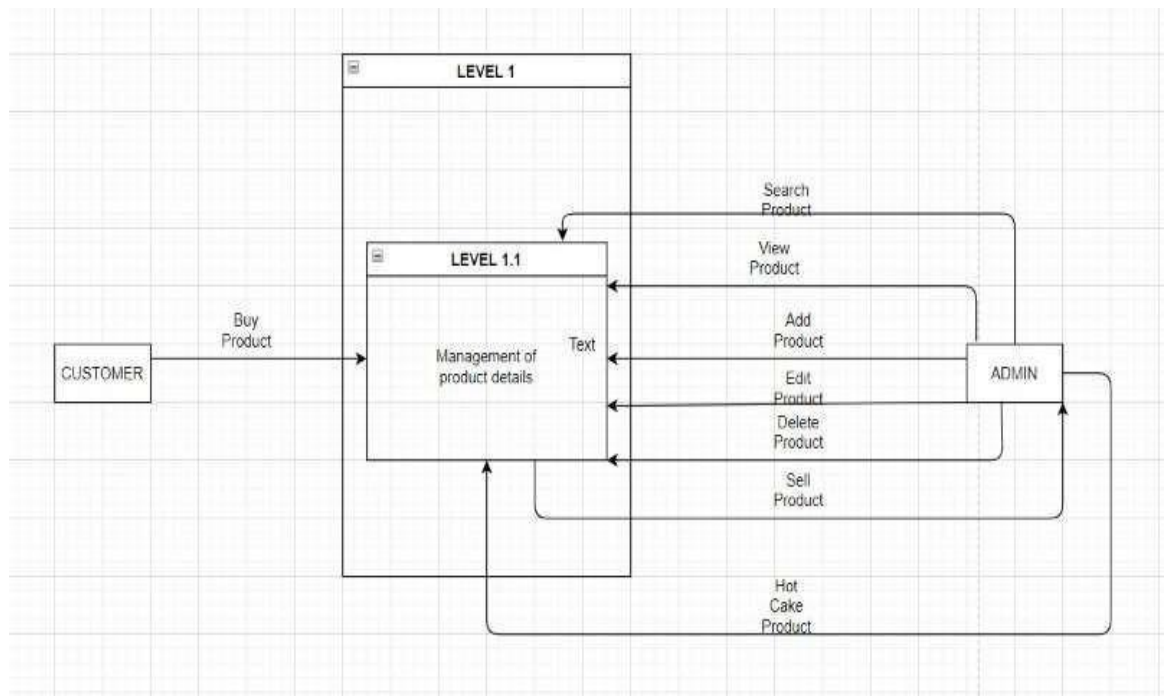 LEVEL 1
Search
Product
LEVEL 1.1
View
Product
Buy
Product
Add
Product
Text
CUSTOMER
Management of
product details
ADMIN
Edit
Product
Delete
Product
Sell
Product
Hot
Cake
Product